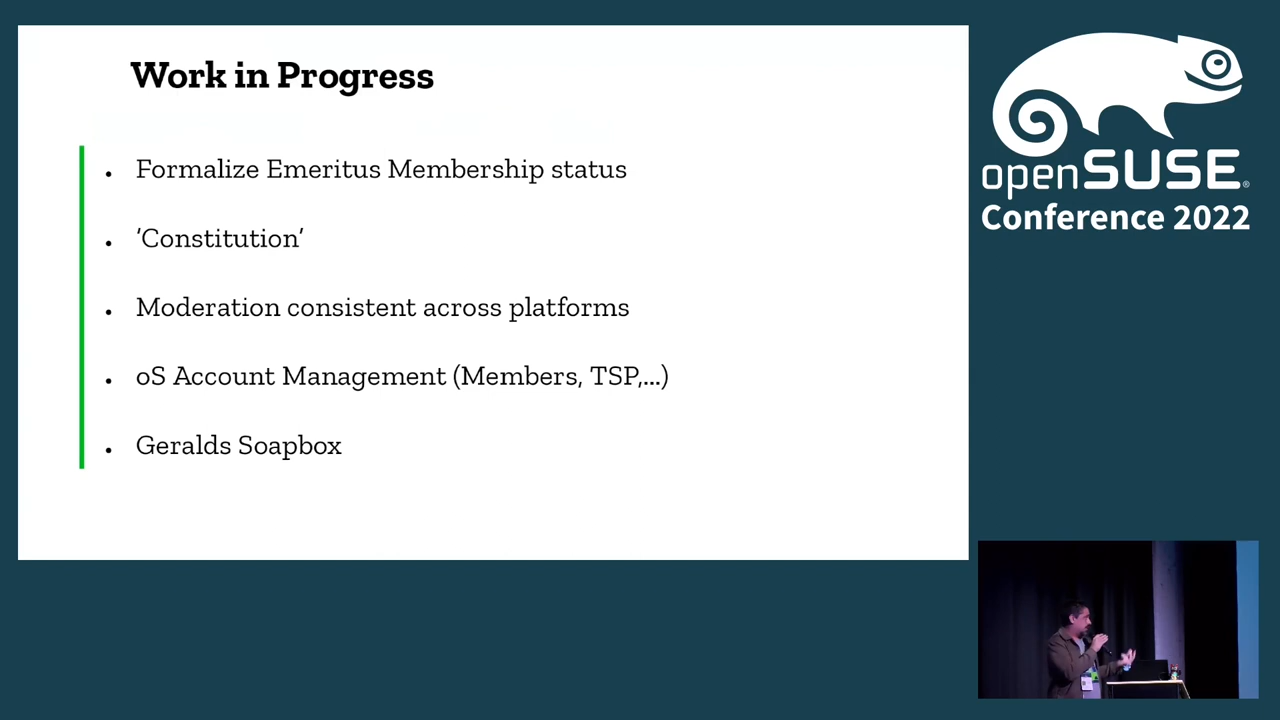 Work in Progress
Formalize Emeritus Membership status
‘Constitution’
Moderation consistent across platforms
oS Account Management (Members, TSP,...)
Geralds Soapbox
openSUSE®
Conference 2022